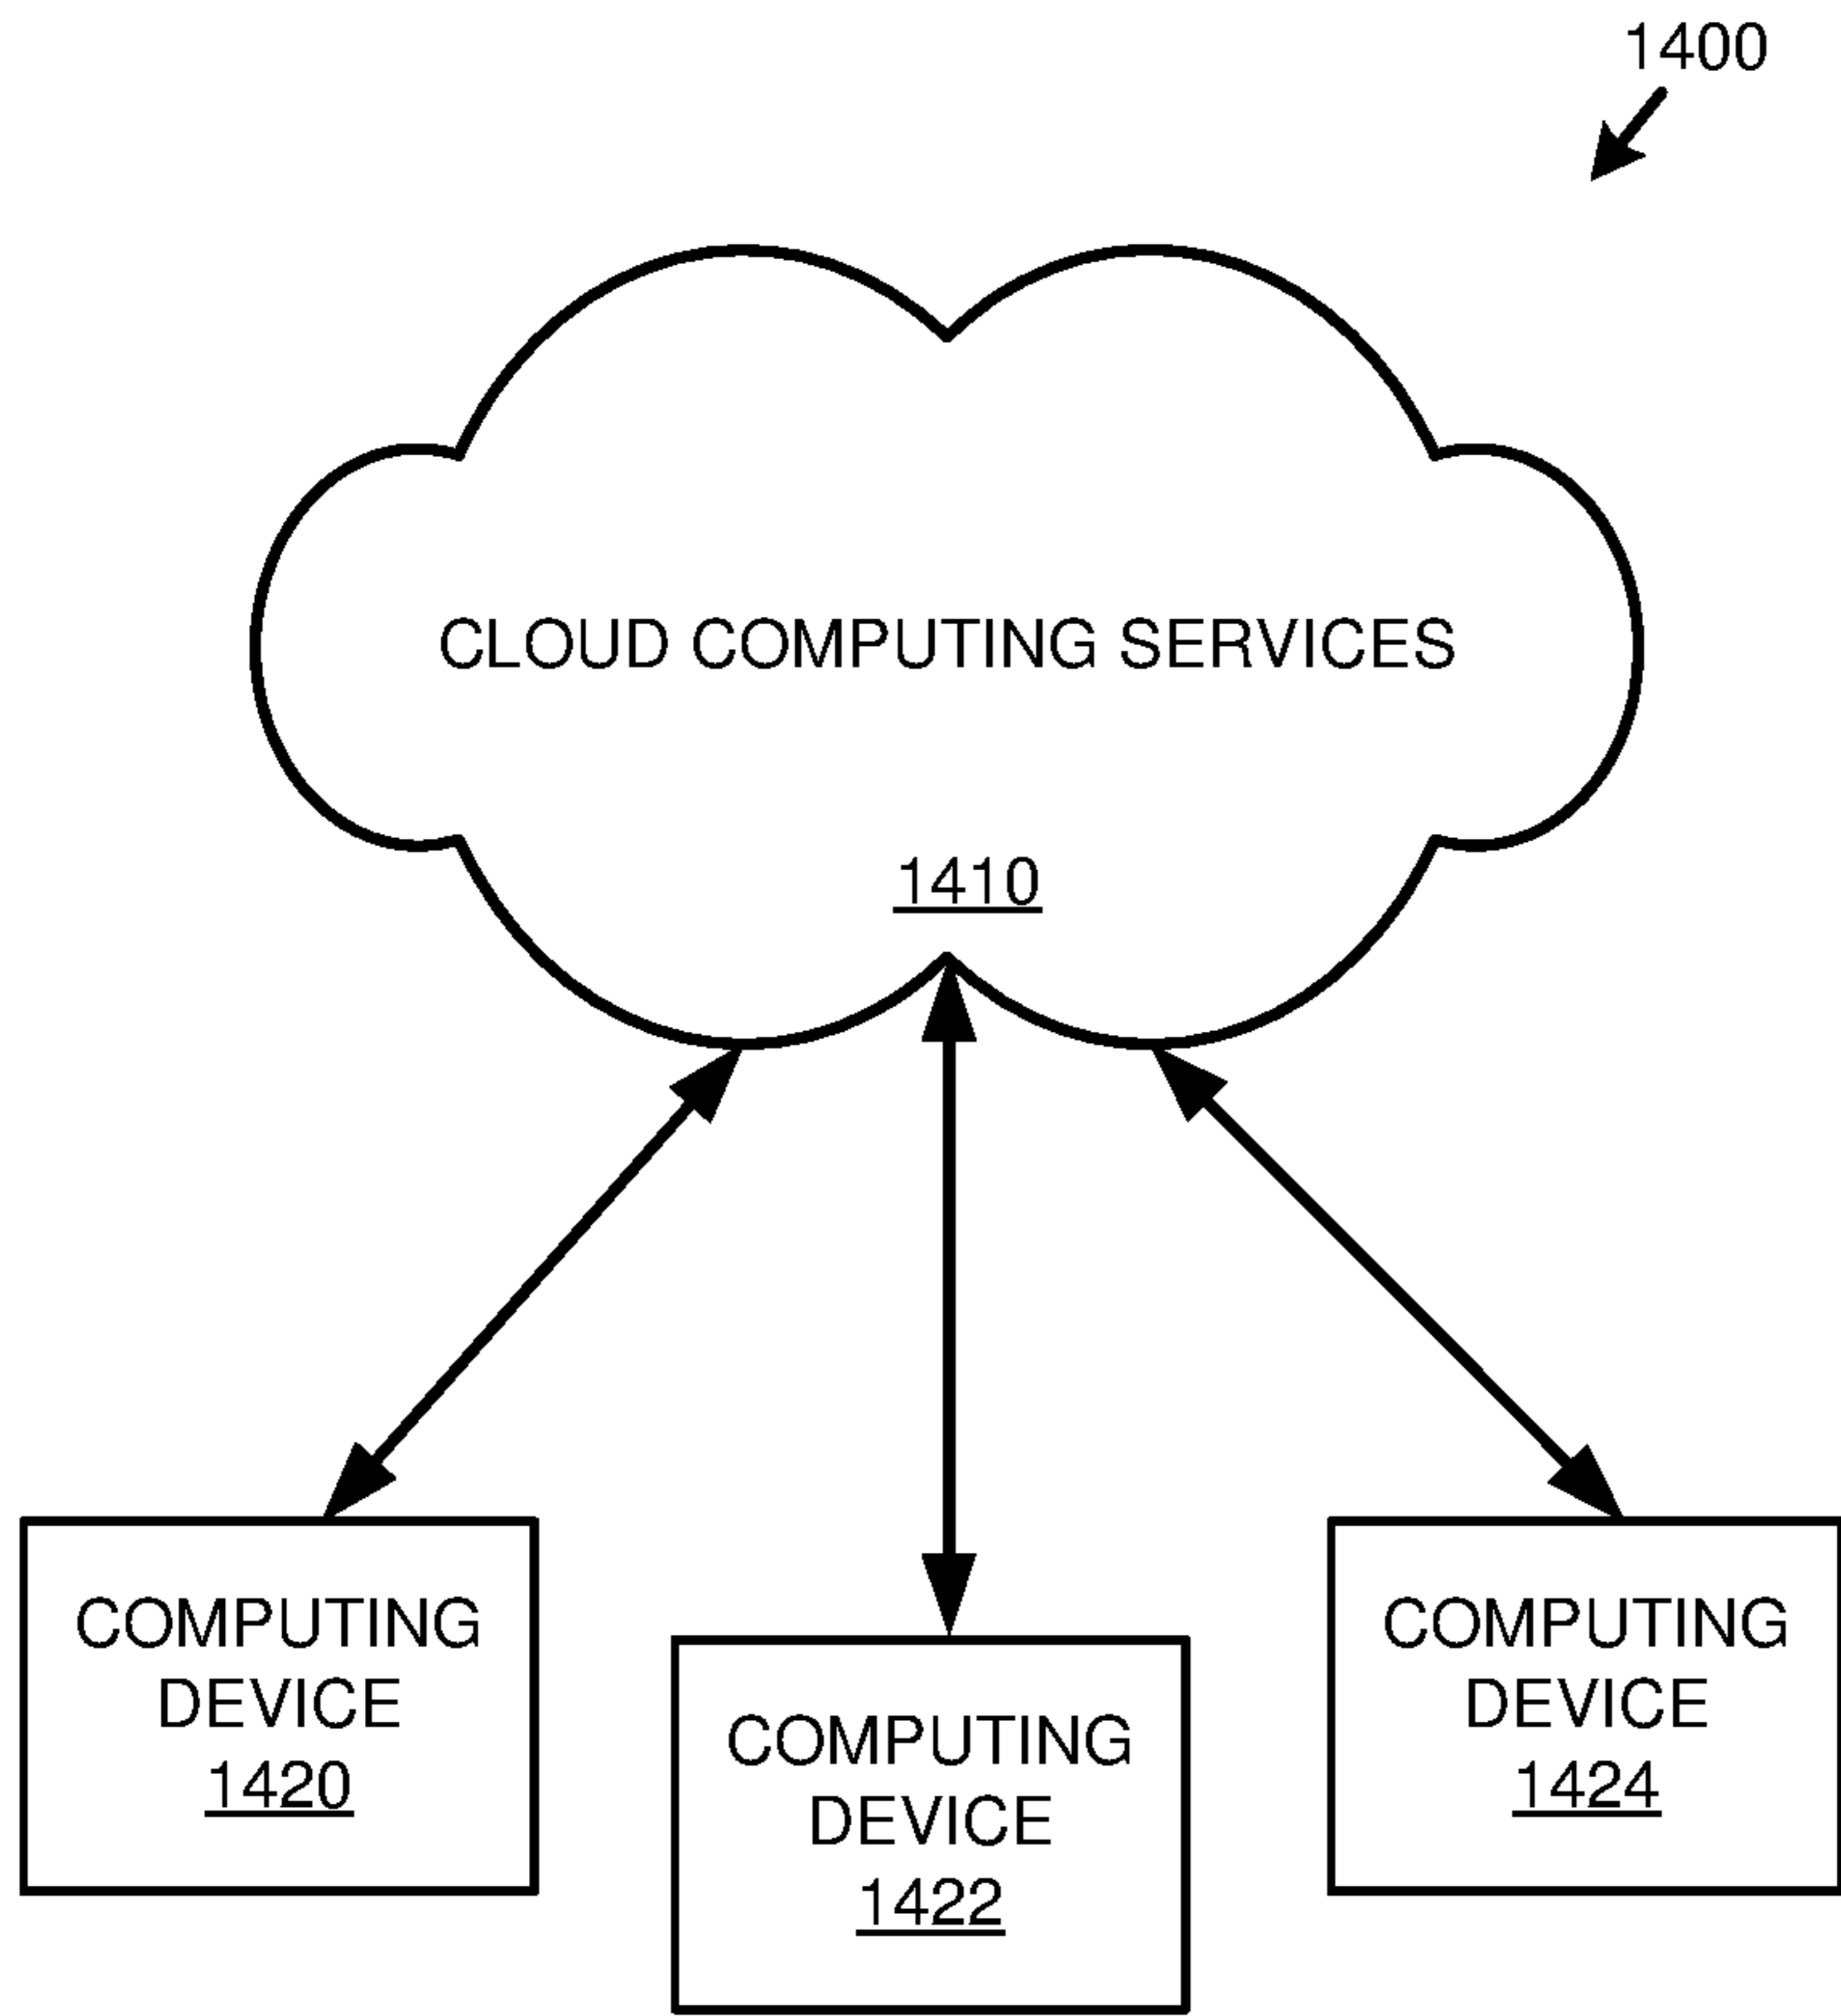 1400
CLOUD COMPUTING SERVICES
1410
COMPUTING
DEVICE
1420
COMPUTING
DEVICE
1422
COMPUTING
DEVICE
1424